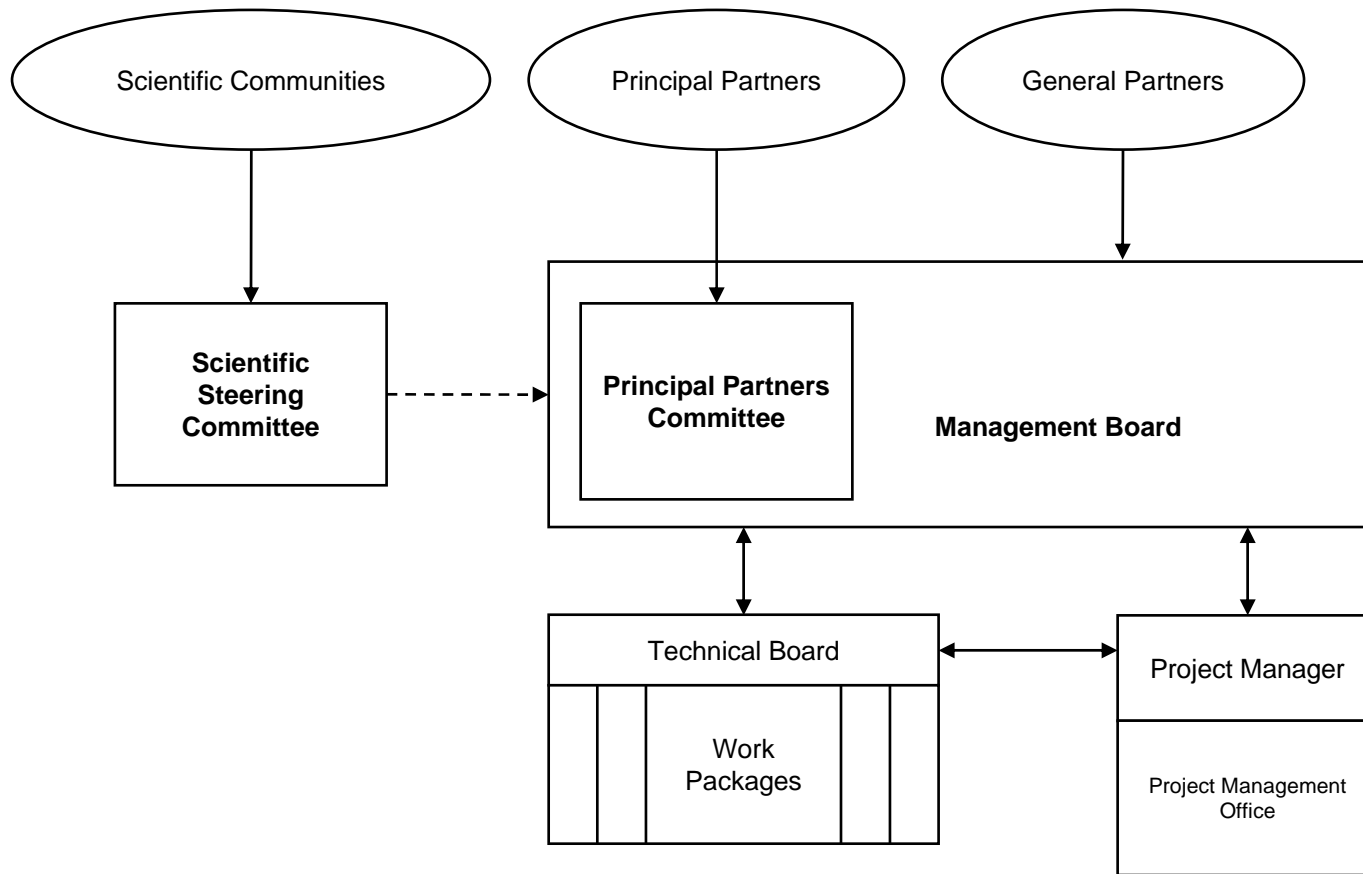 Scientific Communities
Principal Partners
General Partners
Scientific
Steering
Committee
Principal Partners
Committee
Management Board
Technical Board
Project Manager
Work
Packages
Project Management
Office